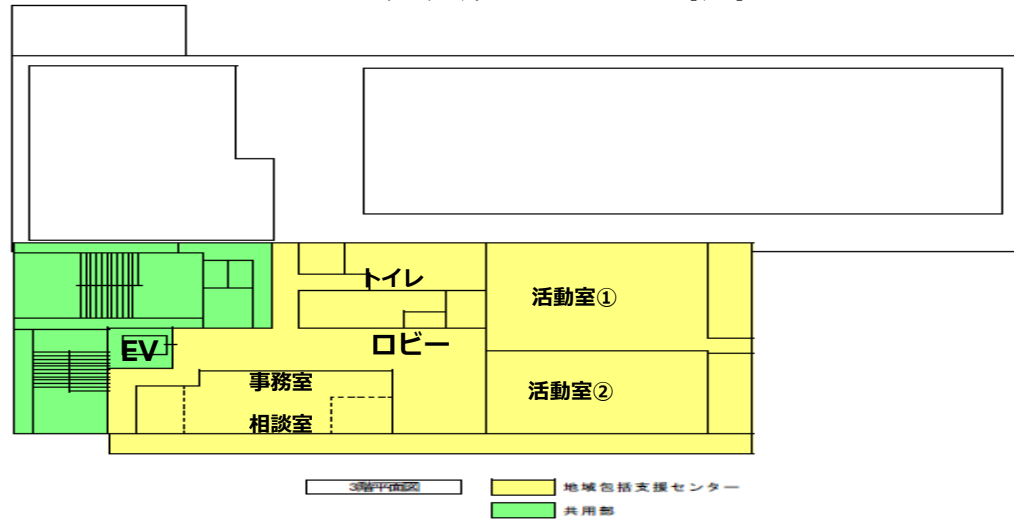 トイレ
活動室①
EV
ロビー
事務室
活動室②
相談室
3階平面図
地域包括支援センター
共用部